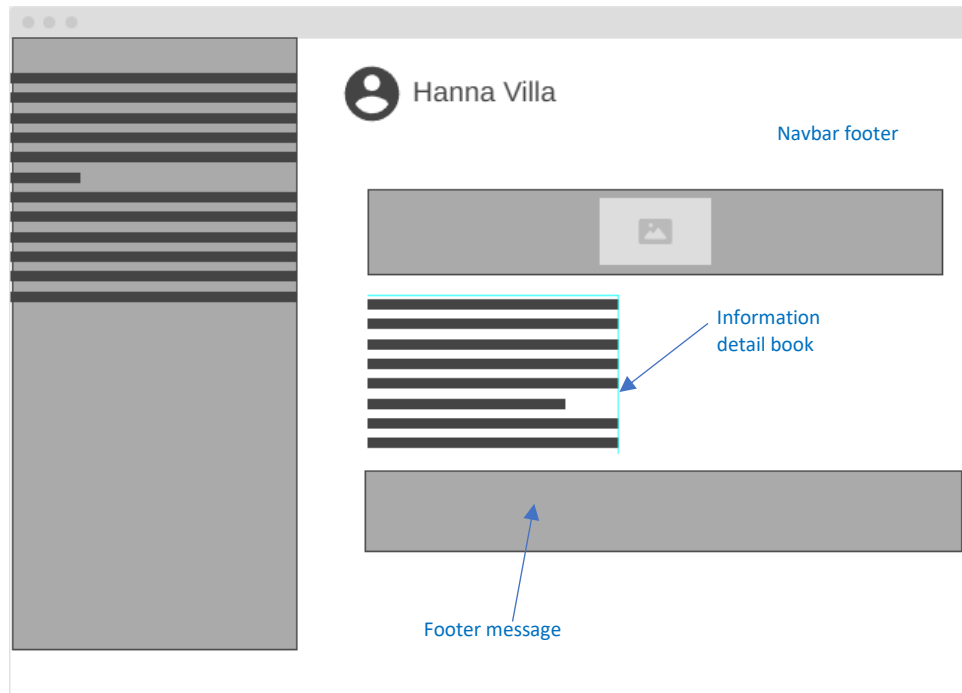 Hanna Villa
Navbar footer
Information
detail book
Footer message